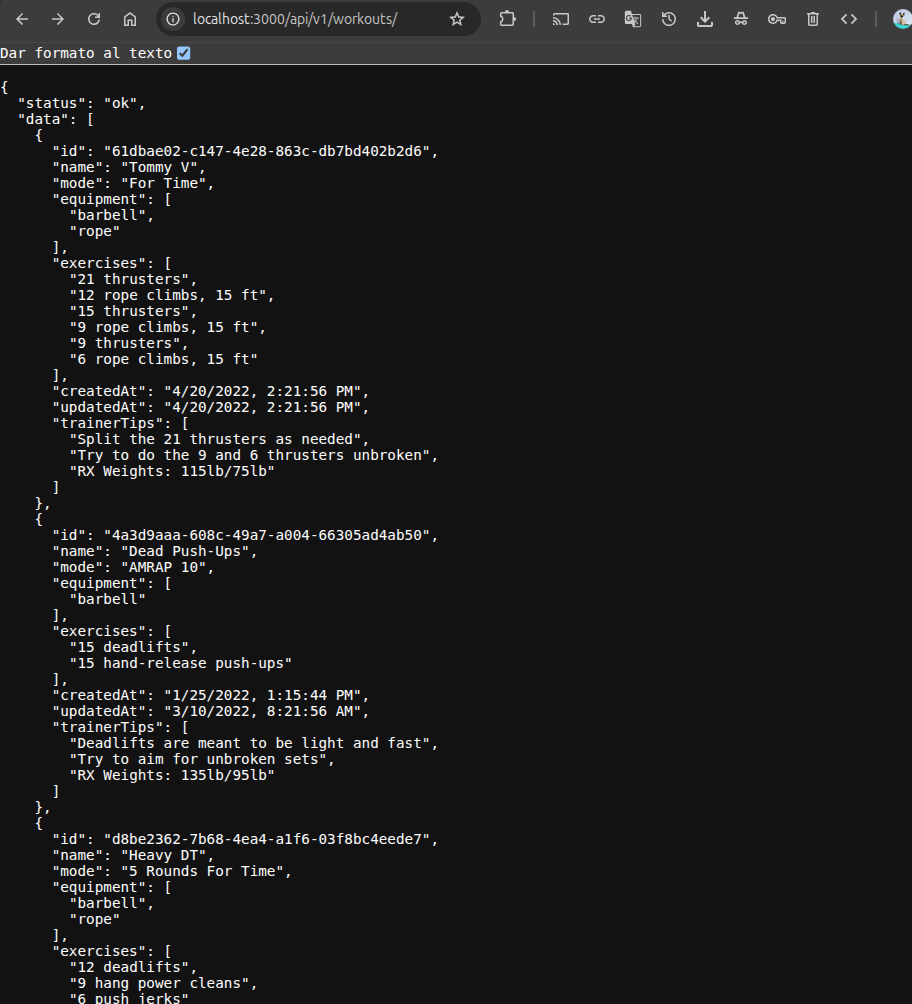 localhost:3000/api/v1/workouts/
Dar formato al texto
{
  "status": "ok",
  "data": [
    {
      "id": "61dbae02-c147-4e28-863c-db7bd402b2d6",
      "name": "Tommy V",
      "mode": "For Time",
      "equipment": [
        "barbell",
        "rope"
      ],
      "exercises": [
        "21 thrusters",
        "12 rope climbs, 15 ft",
        "15 thrusters",
        "9 rope climbs, 15 ft",
        "9 thrusters",
        "6 rope climbs, 15 ft"
      ],
      "createdAt": "4/20/2022, 2:21:56 PM",
      "updatedAt": "4/20/2022, 2:21:56 PM",
      "trainerTips": [
        "Split the 21 thrusters as needed",
        "Try to do the 9 and 6 thrusters unbroken",
        "RX Weights: 115lb/75lb"
      ]
    },
    {
      "id": "4a3d9aaa-608c-49a7-a004-66305ad4ab50",
      "name": "Dead Push-Ups",
      "mode": "AMRAP 10",
      "equipment": [
        "barbell"
      ],
      "exercises": [
        "15 deadlifts",
        "15 hand-release push-ups"
      ],
      "createdAt": "1/25/2022, 1:15:44 PM",
      "updatedAt": "3/10/2022, 8:21:56 AM",
      "trainerTips": [
        "Deadlifts are meant to be light and fast",
        "Try to aim for unbroken sets",
        "RX Weights: 135lb/95lb"
      ]
    },
    {
      "id": "d8be2362-7b68-4ea4-a1f6-03f8bc4eede7",
      "name": "Heavy DT",
      "mode": "5 Rounds For Time",
      "equipment": [
        "barbell",
        "rope"
      ],
      "exercises": [
        "12 deadlifts",
        "9 hang power cleans",
        "6 push jerks"